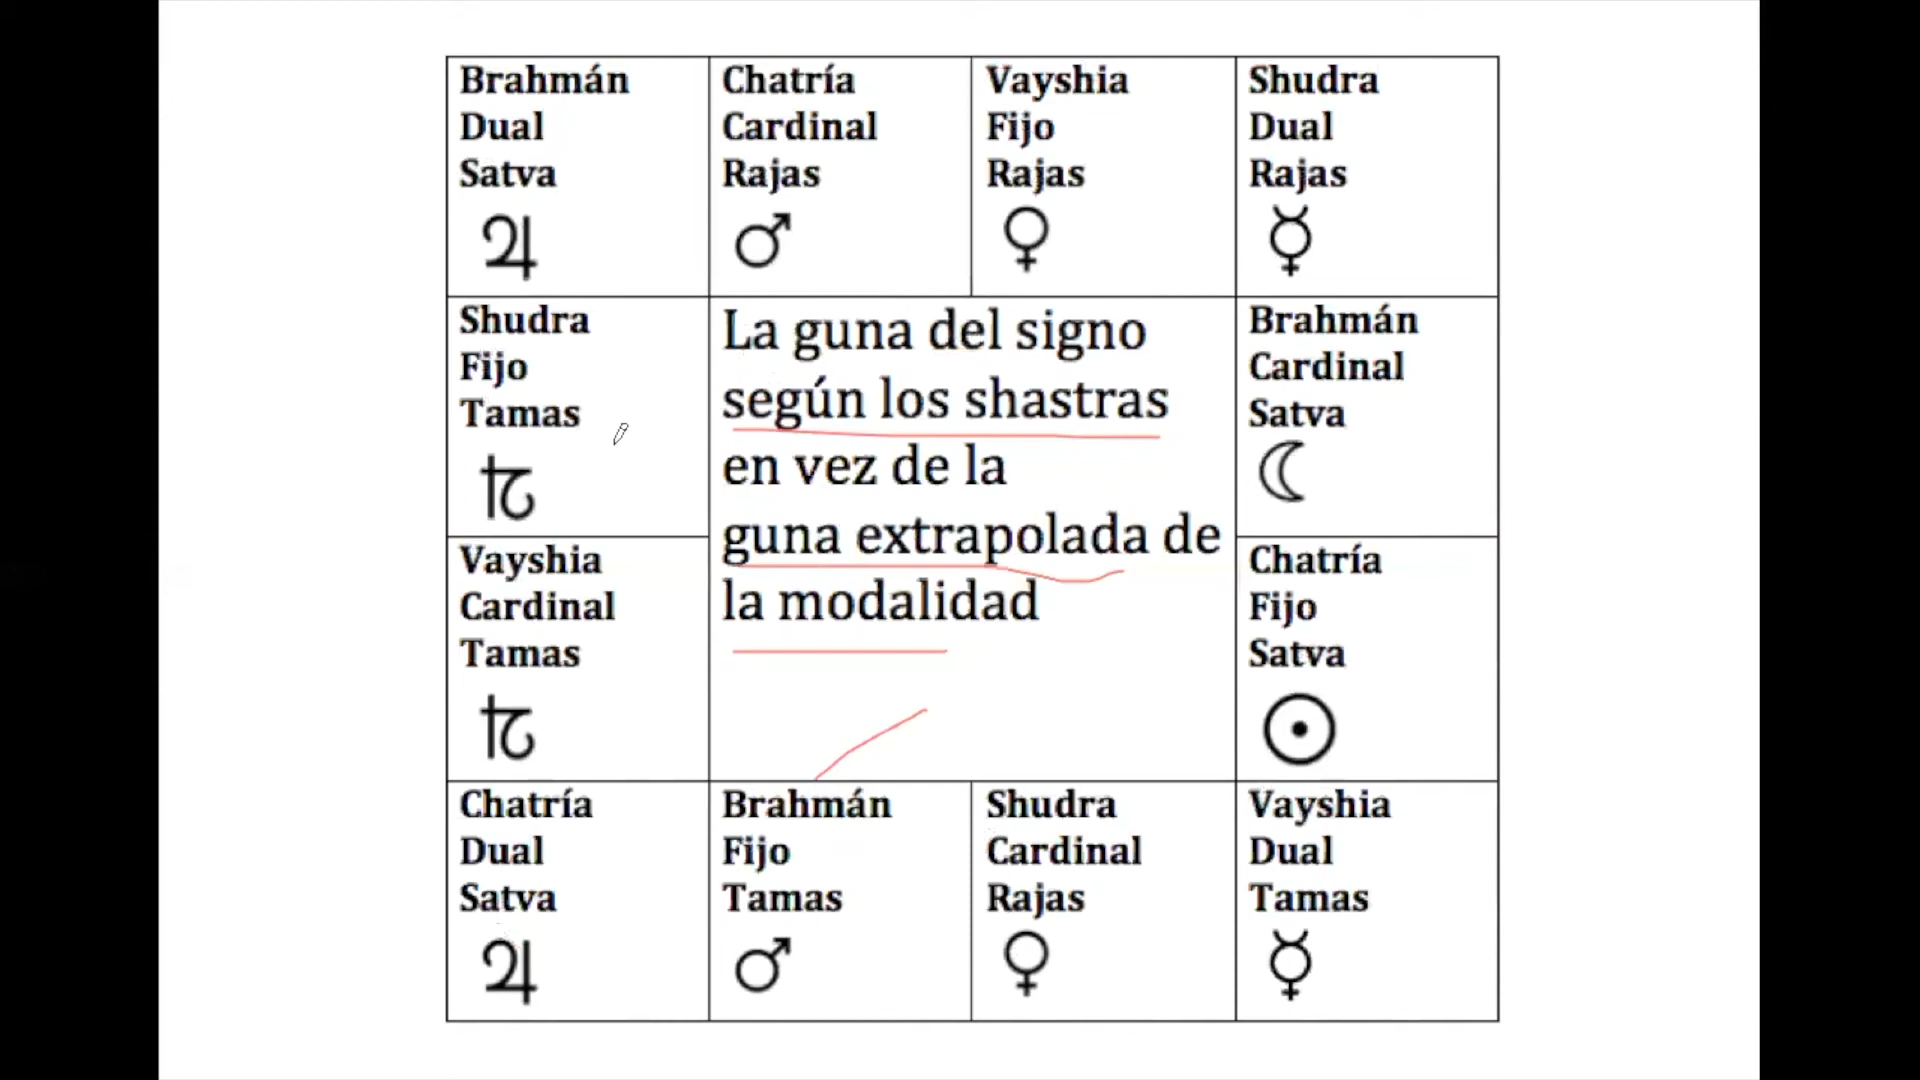 Brahmán
Dual
Satva
Chatría
Cardinal
Rajas
Vayshia
Fijo
Rajas
Shudra
Dual
Rajas
Shudra
Fijo
Tamas
La guna del signo
según los shastras
en vez de la
guna extrapolada de
la modalidad
Brahmán
Cardinal
Satva
Vayshia
Cardinal
Tamas
Chatría
Fijo
Satva
Chatría
Dual
Satva
Brahmán
Fijo
Tamas
Shudra
Cardinal
Rajas
Vayshia
Dual
Tamas